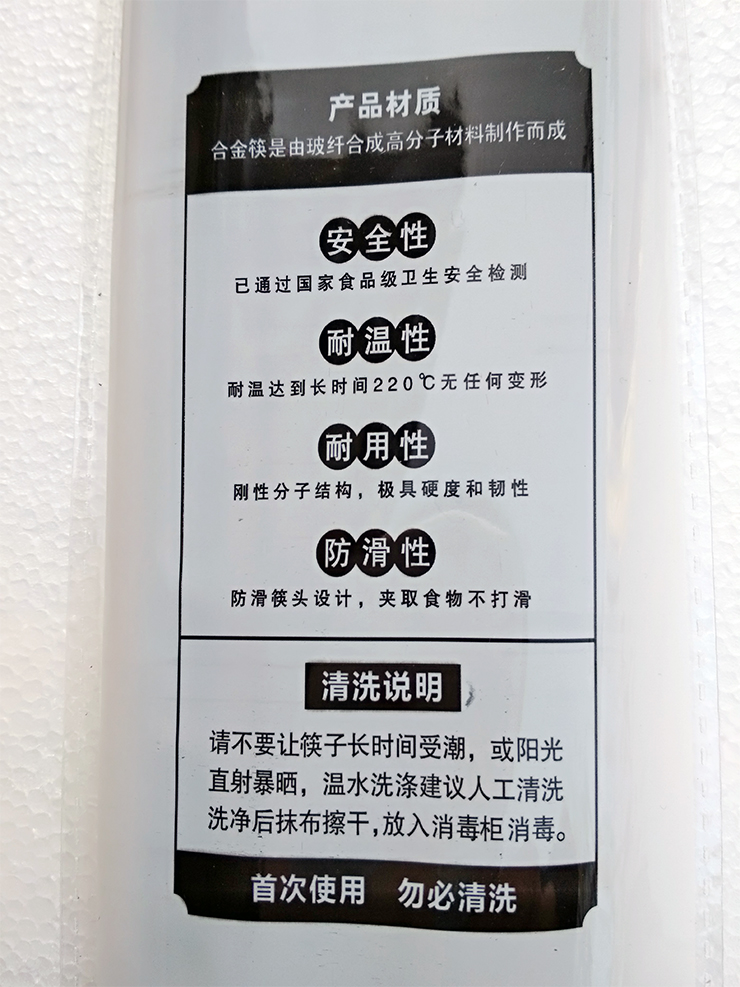 产品材质
合金筷是由玻纤合成高分子材料制作而成
安全性
已通过国家食品级卫生安全检测
耐温性
耐温达到长时间220℃无任何变形
耐用性
刚性分子结构，极具硬度和韧性
防滑性
防滑筷头设计，夹取食物不打滑
清洗说明
请不要让筷子长时间受潮，或阳光
直射暴晒，温水洗涤建议人工清洗
洗净后抹布擦干,放入消毒柜消毒。
首次使用 勿必清洗